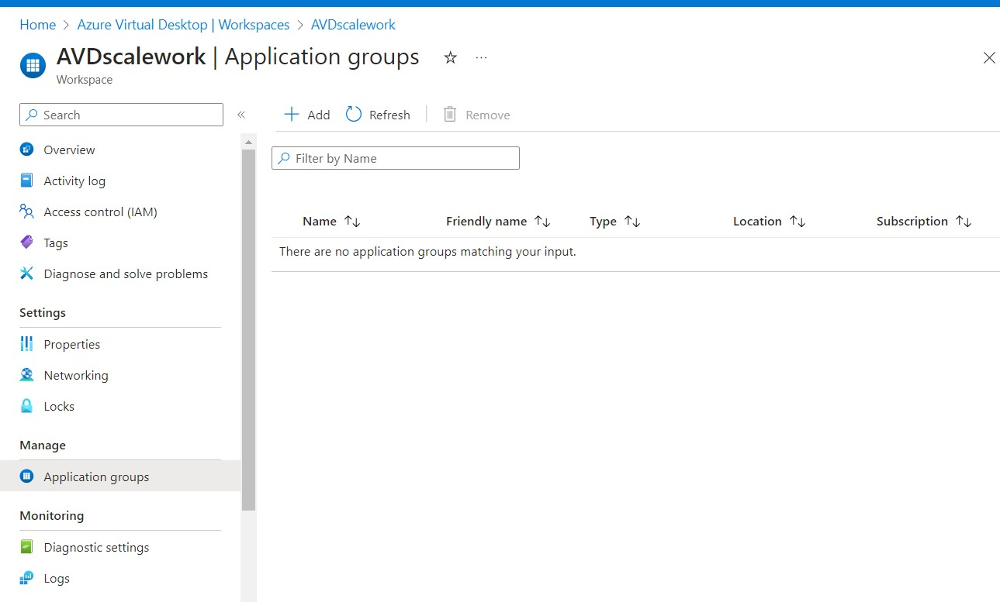 Home > Azure Virtual Desktop | Workspaces > AVDscalework
AVDscalework | Application groups
...
Workspace
Search
«
Add
Refresh
Remove
Overview
Activity log
Access control (IAM)
Tags
Diagnose and solve problems
Settings
Properties
Networking
Locks
Manage
Application groups
Monitoring
Diagnostic settings
Logs
Filter by Name
Name ↑↓ Friendly name ↑↓ Type ↑↓ Location ↑↓ Subscription ↑↓
There are no application groups matching your input.